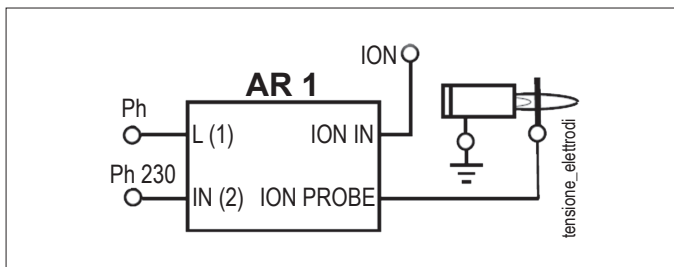 ION
AR 1
Ph
L (1)
ION IN
Ph 230
IN (2)
ION PROBE
tensione_elettrodi